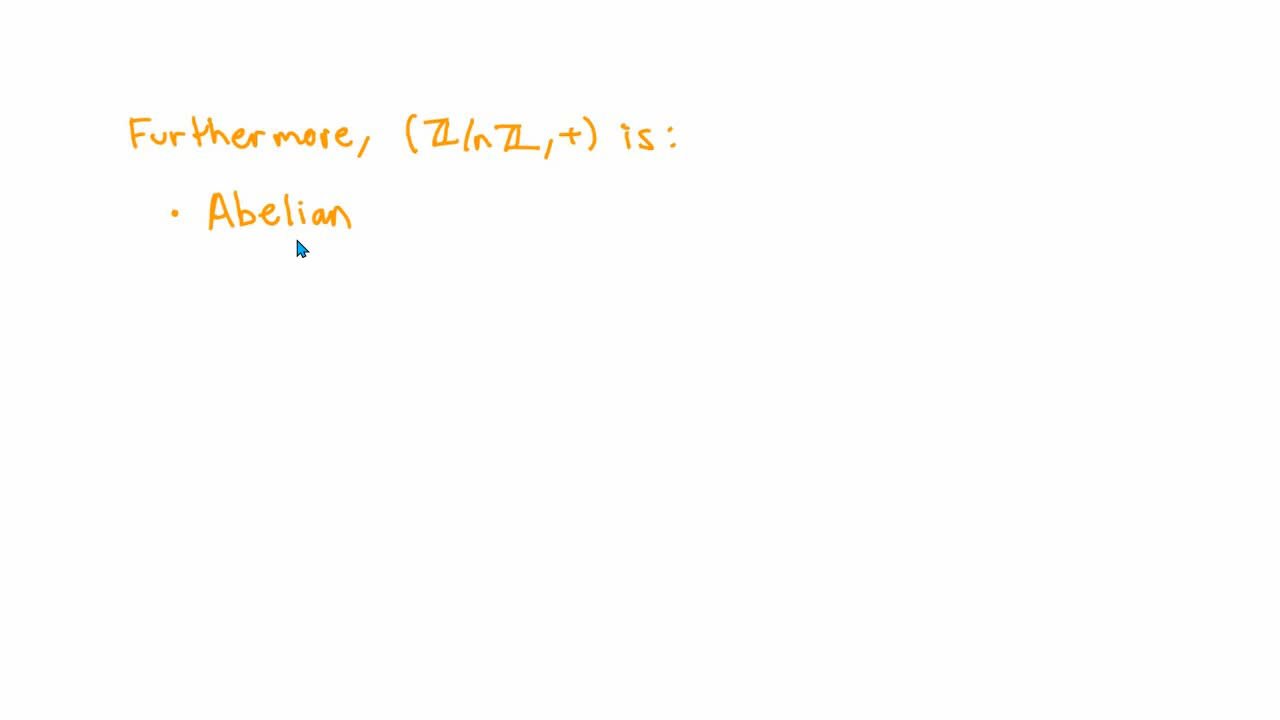 Furthermore, (ℤ/nℤ,+) is:
• Abelian